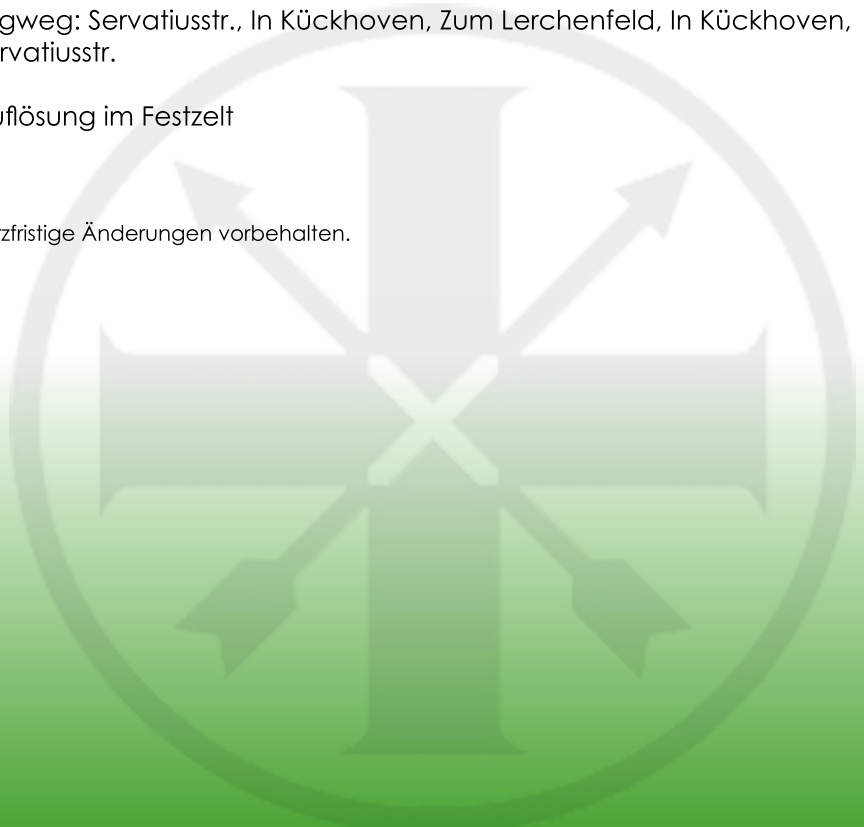 gweg: Servatiusstr., In Kückhoven, Zum Lerchenfeld, In Kückhoven,
rvatiusstr.
uflösung im Festzelt
zfristige Änderungen vorbehalten.